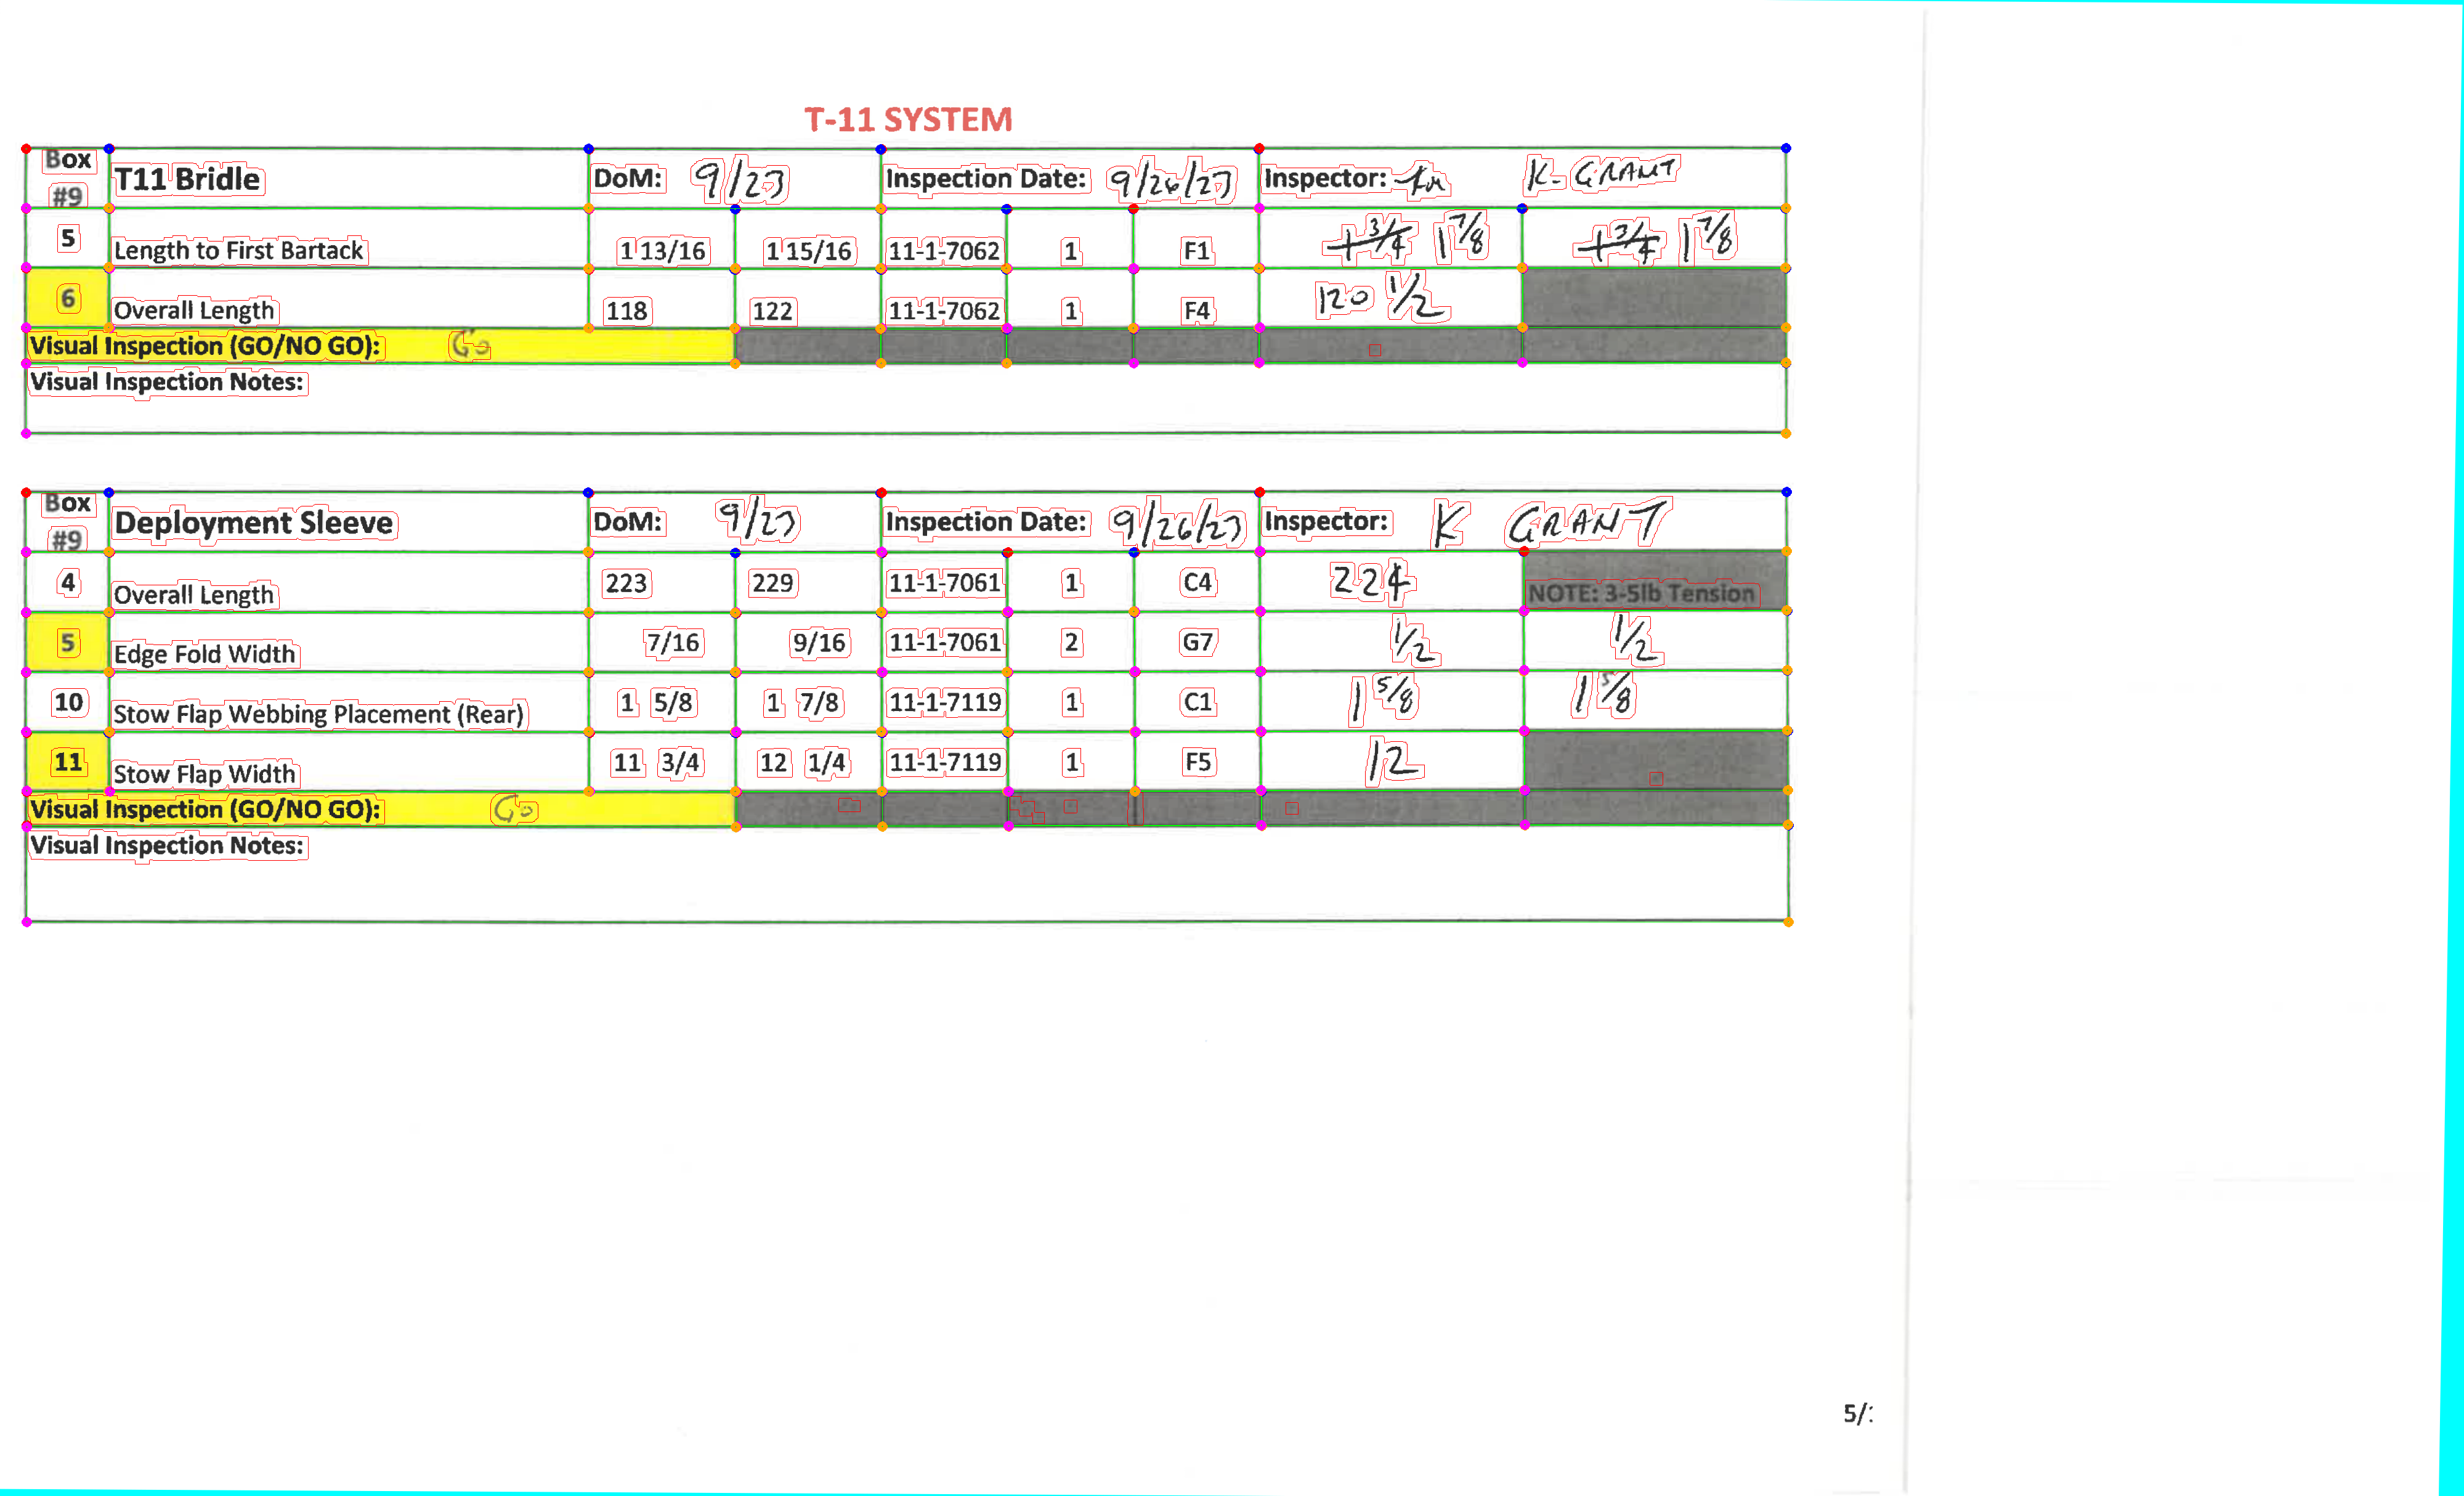 T-11 SYSTEM
Box #9 T11 Bridle DoM: 9/23 Inspection Date: 9/26/23 Inspector: K. GRANT
5 Length to First Bartack 1 13/16 1 15/16 11-1-7062 1 F1 1 3/4 1 7/8 1 3/4 1 7/8
6 Overall Length 118 122 11-1-7062 1 F4 120 1/2
Visual Inspection (GO/NO GO): Go
Visual Inspection Notes:
Box #9 Deployment Sleeve DoM: 9/23 Inspection Date: 9/26/23 Inspector: K GRANT
4 Overall Length 223 229 11-1-7061 1 C4 224 NOTE: 3-5lb Tension
5 Edge Fold Width 7/16 9/16 11-1-7061 2 G7 1/2 1/2
10 Stow Flap Webbing Placement (Rear) 1 5/8 1 7/8 11-1-7119 1 C1 1 5/8 1 5/8
11 Stow Flap Width 11 3/4 12 1/4 11-1-7119 1 F5 12
Visual Inspection (GO/NO GO): Go
Visual Inspection Notes:
5/